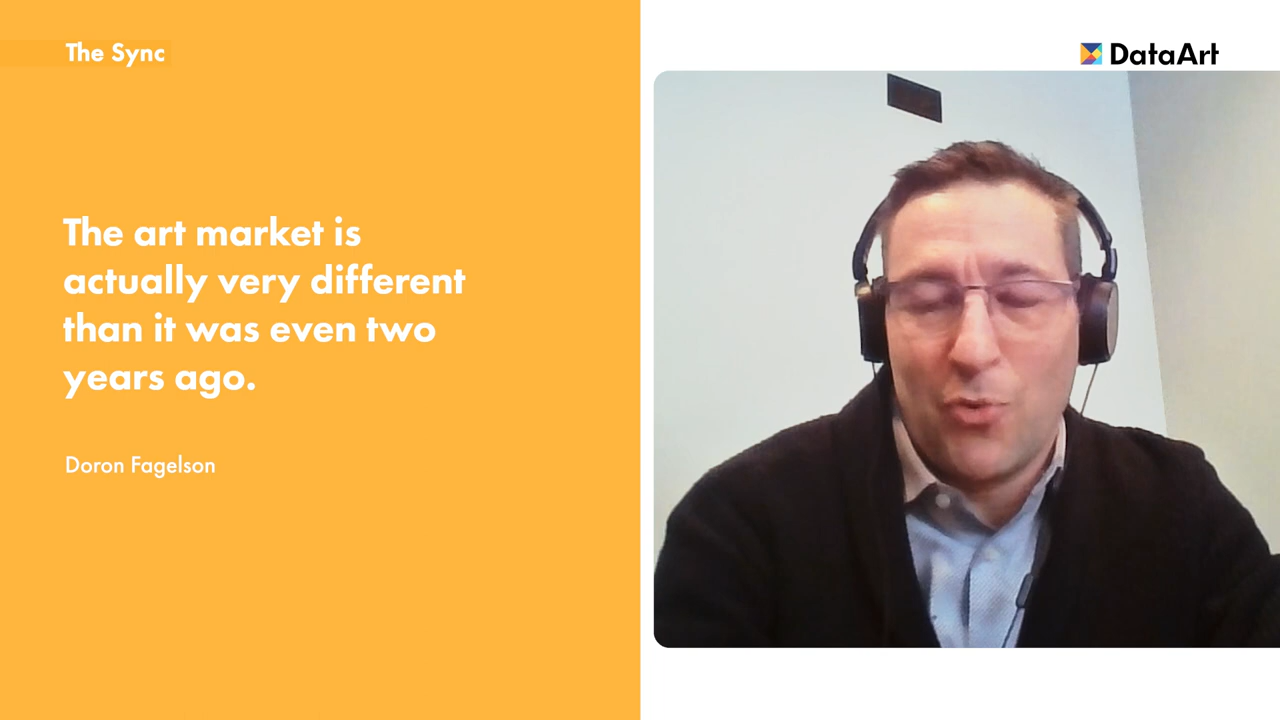 The Sync
DataArt
The art market is
actually very different
than it was even two
years ago.
Doron Fagelson